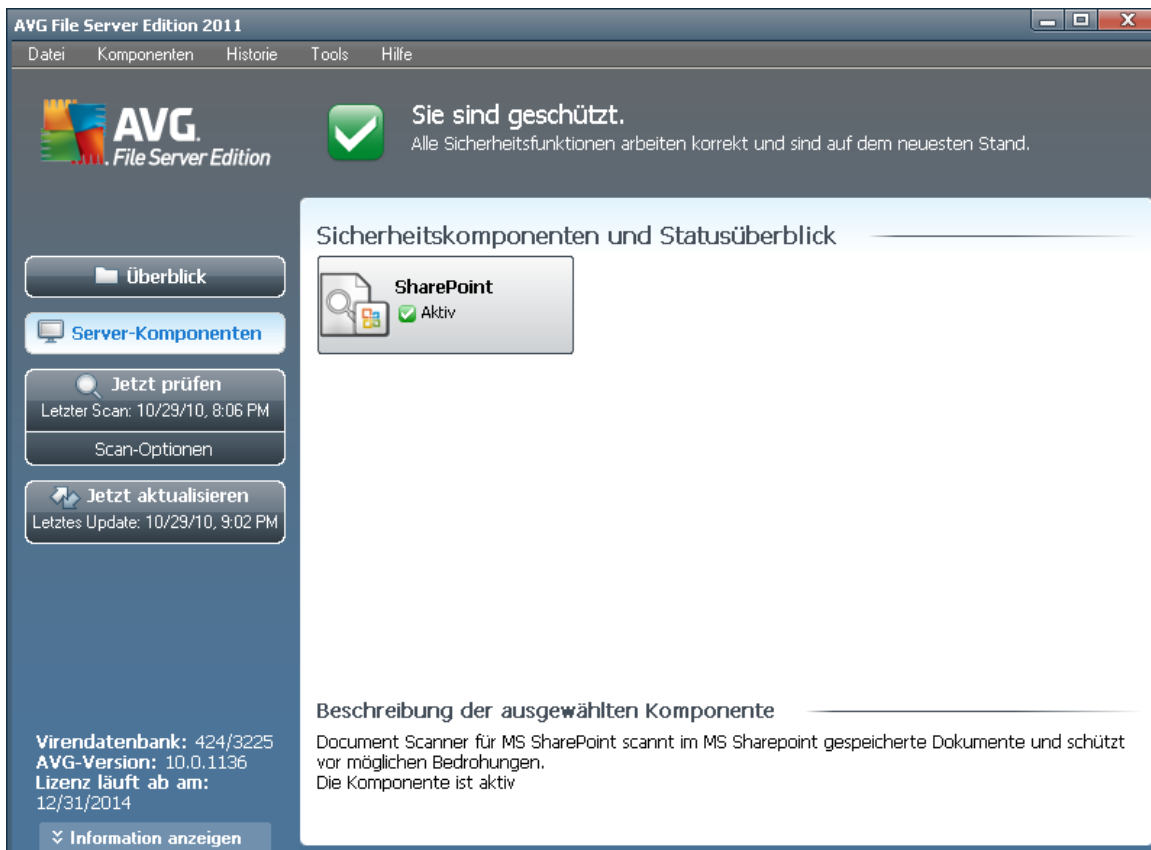 AVG File Server Edition 2011
Datei Komponenten Historie Tools Hilfe
AVG.
File Server Edition
Sie sind geschützt.
Alle Sicherheitsfunktionen arbeiten korrekt und sind auf dem neuesten Stand.
Überblick
Server-Komponenten
Jetzt prüfen
Letzter Scan: 10/29/10, 8:06 PM
Scan-Optionen
Jetzt aktualisieren
Letztes Update: 10/29/10, 9:02 PM
Virendatenbank: 424/3225
AVG-Version: 10.0.1136
Lizenz läuft ab am:
12/31/2014
Information anzeigen
Sicherheitskomponenten und Statusüberblick
SharePoint
Aktiv
Beschreibung der ausgewählten Komponente
Document Scanner für MS SharePoint scannt im MS Sharepoint gespeicherte Dokumente und schützt
vor möglichen Bedrohungen.
Die Komponente ist aktiv